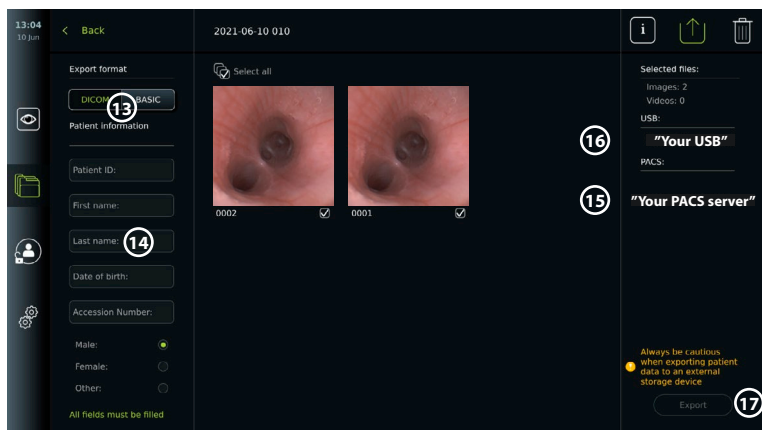 13:04
10 Jun
< Back
2021-06-10 010
i
Export format
DICOM
BASIC
13
Patient information
Patient ID:
First name:
Last name:
14
Date of birth:
Accession Number:
Male:
Female:
Other:
All fields must be filled
Select all
0002
0001
Selected files:
Images: 2
Videos: 0
USB:
16
"Your USB"
PACS:
15
"Your PACS server"
Always be cautious
when exporting patient
data to an external
storage device
Export
17